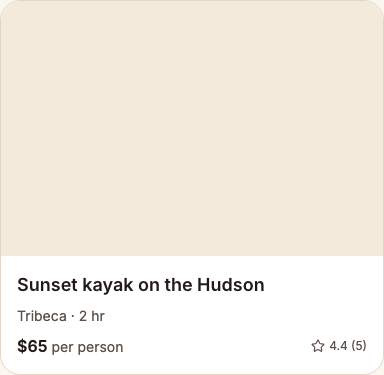 Sunset kayak on the Hudson
Tribeca · 2 hr
$65 per person
4.4 (5)